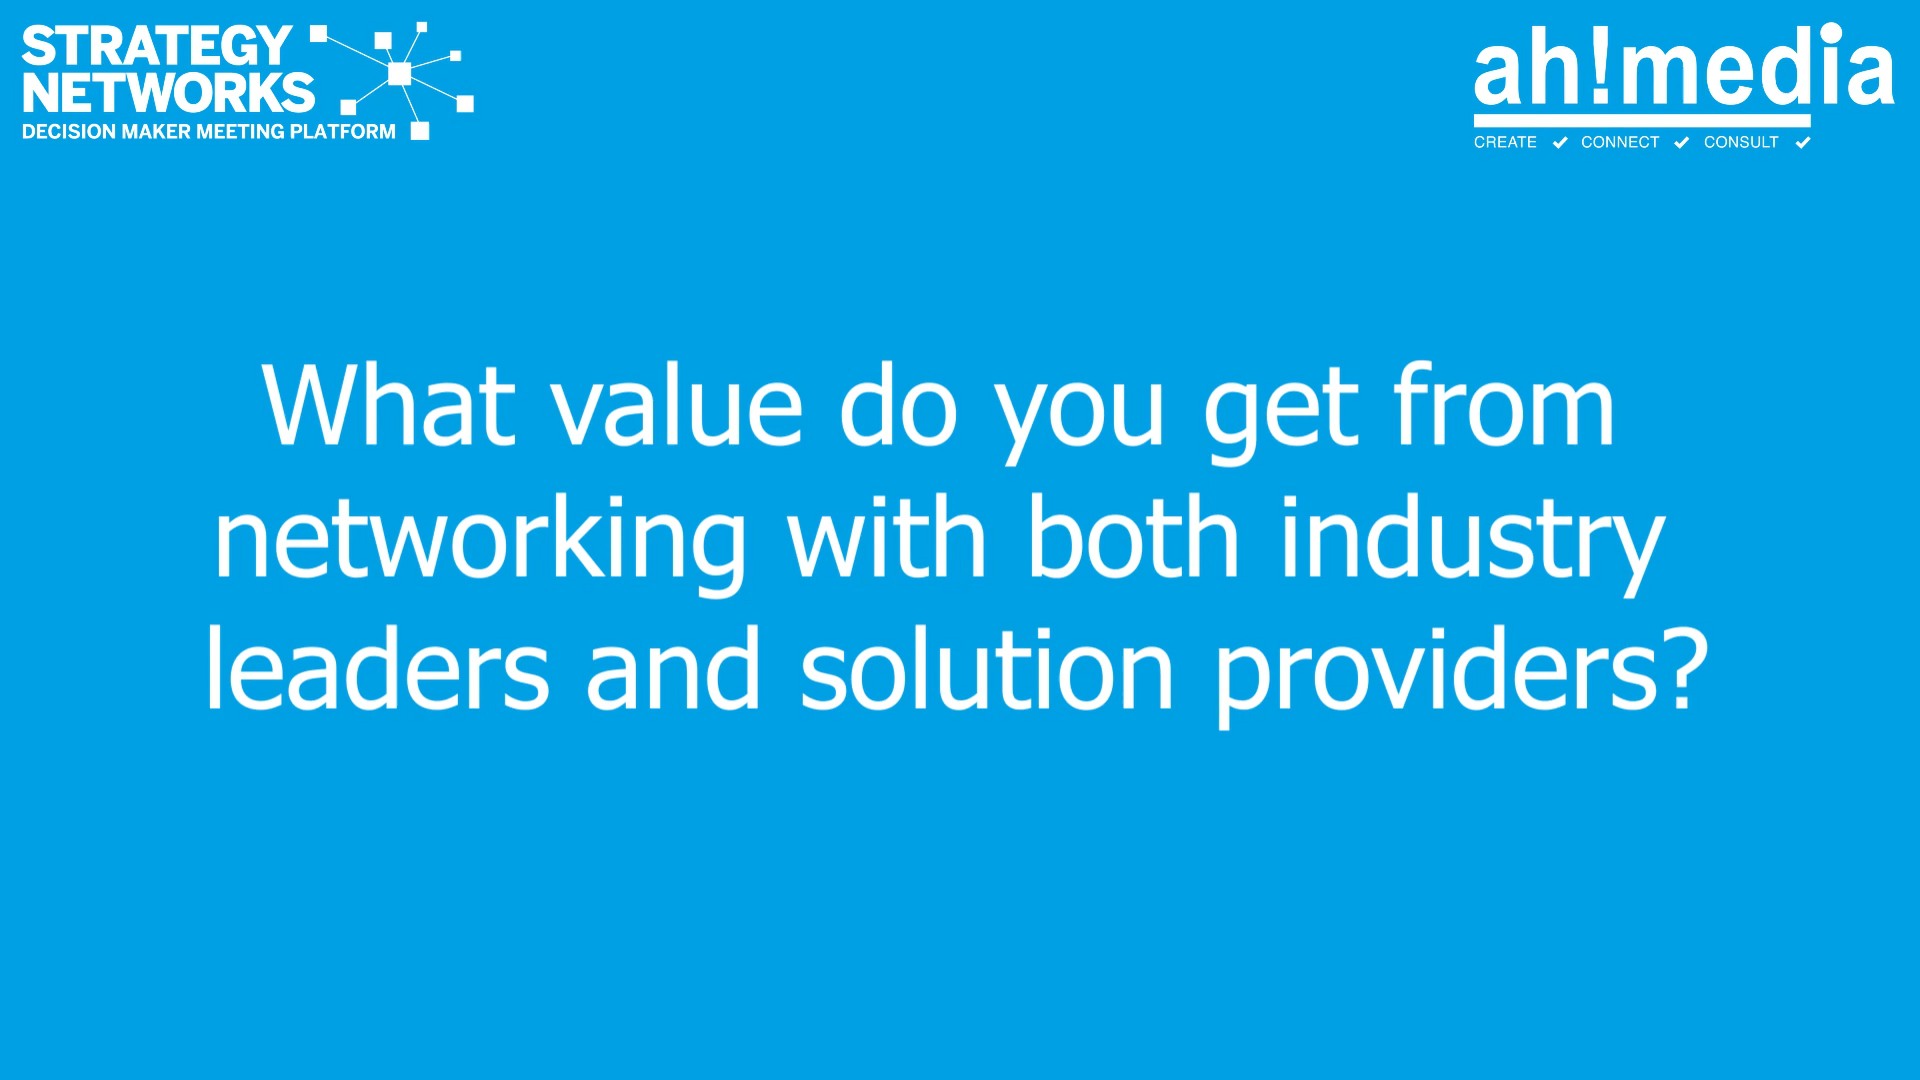 STRATEGY
NETWORKS
DECISION MAKER MEETING PLATFORM
ah!media
CREATE ✔ CONNECT ✔ CONSULT ✔
What value do you get from
networking with both industry
leaders and solution providers?